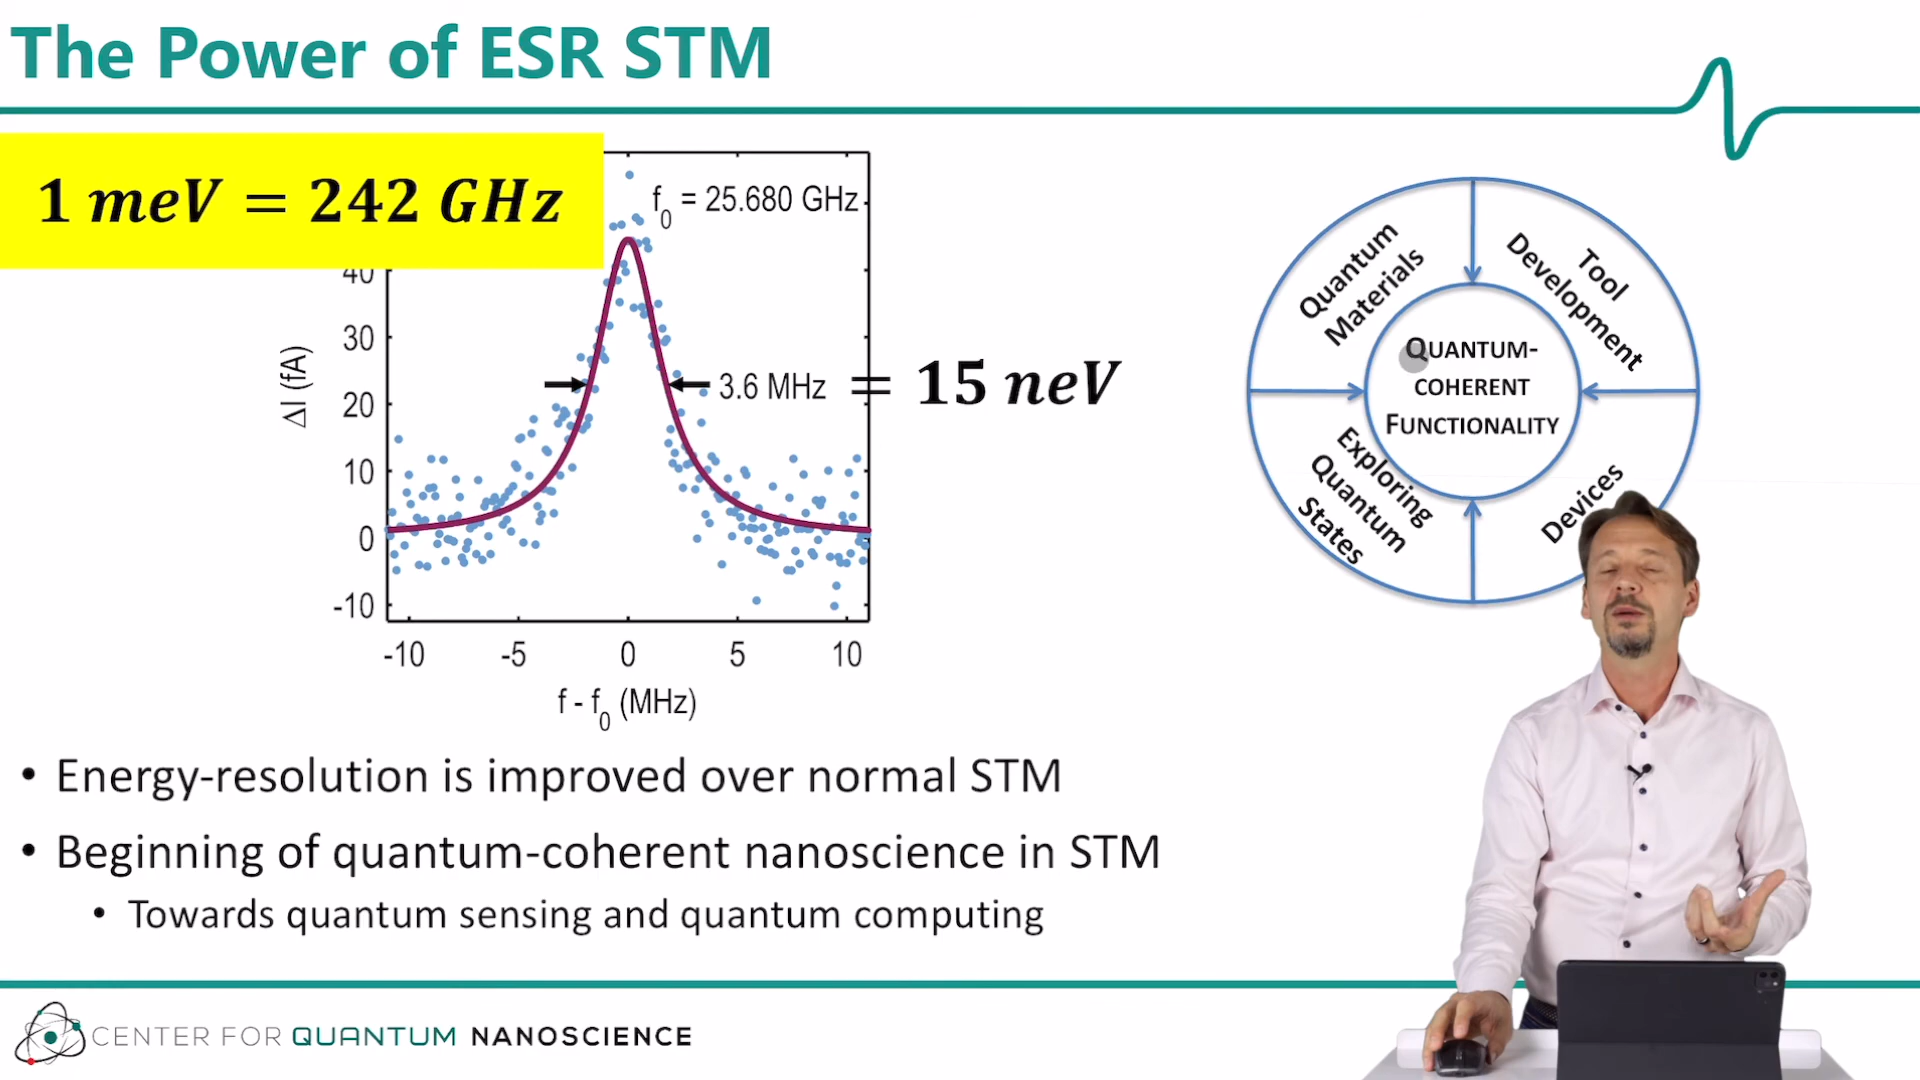 The Power of ESR STM
1 meV = 242 GHz
f0 = 25.680 GHz
40
30
20
10
0
-10
ΔI (fA)
3.6 MHz = 15 neV
-10 -5 0 5 10
f - f0 (MHz)
Quantum
Materials
Tool
Development
QUANTUM-
COHERENT
FUNCTIONALITY
Exploring
Quantum
States
Devices
• Energy-resolution is improved over normal STM
• Beginning of quantum-coherent nanoscience in STM
• Towards quantum sensing and quantum computing
CENTER FOR QUANTUM NANOSCIENCE